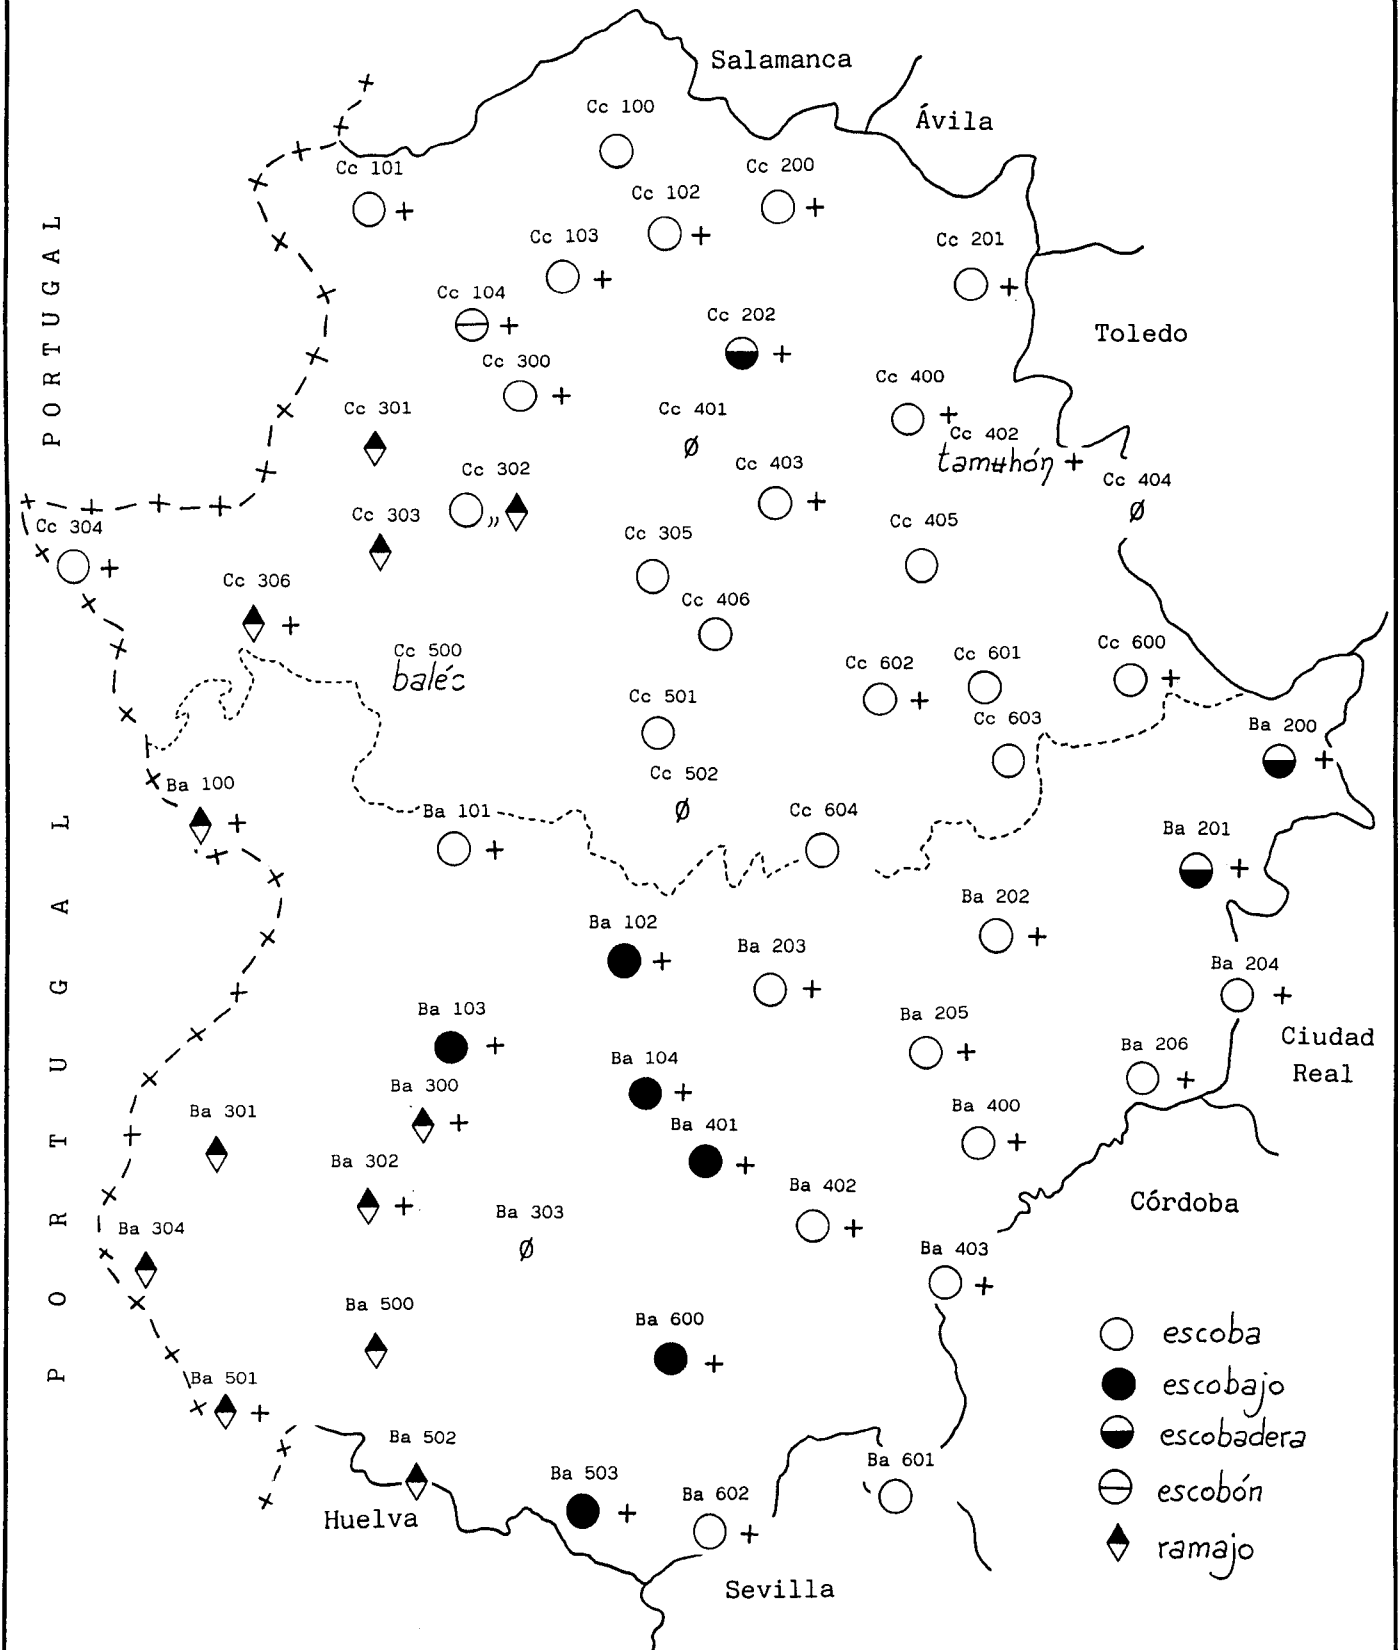 Salamanca
Ávila
Cc 100
Cc 101
Cc 200
Cc 102
Cc 103
Cc 201
PORTUGAL
Cc 104
Cc 202
Toledo
Cc 300
Cc 400
Cc 301
Cc 401
Cc 402
tamuhón
Cc 302
Cc 403
Cc 404
ø
ø
Cc 303
„
Cc 405
Cc 304
Cc 305
Cc 306
Cc 406
Cc 500
baléo
Cc 602
Cc 601
Cc 600
Cc 501
Cc 603
Ba 200
Cc 502
ø
Ba 100
Ba 101
Cc 604
Ba 201
PORTUGAL
Ba 202
Ba 102
Ba 203
Ba 204
Ba 103
Ba 205
Ciudad
Real
Ba 104
Ba 206
Ba 300
Ba 301
Ba 401
Ba 400
Ba 302
Ba 402
Córdoba
Ba 303
ø
Ba 304
Ba 403
Ba 500
Ba 600
escoba
escobajo
Ba 501
escobadera
Ba 502
Ba 601
Ba 503
Ba 602
escobón
Huelva
ramajo
Sevilla